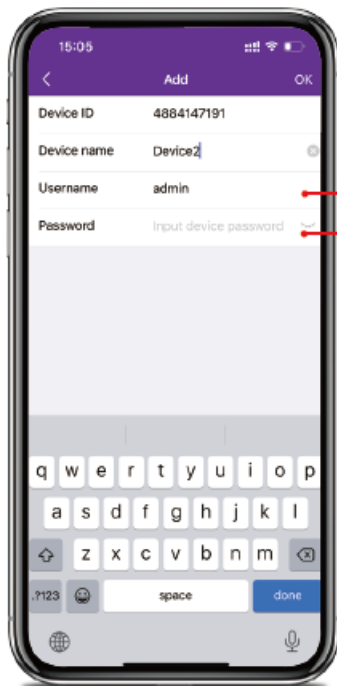 15:05
Add OK
Device ID 4884147191
Device name Device2
Username admin
Password Input device password
q w e r t y u i o p
a s d f g h j k l
z x c v b n m
.?123 space done